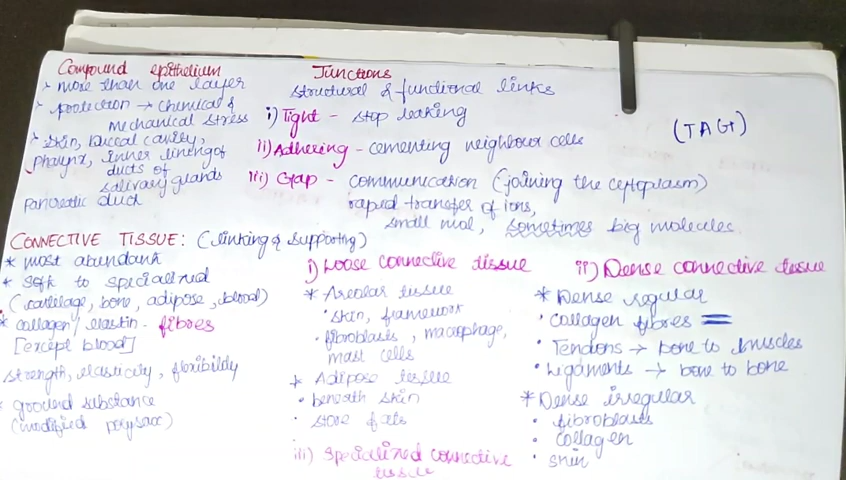 Compound epithelium
> more than one layer
> protection → chemical &
mechanical stress
> skin, buccal cavity,
pharynx, inner lining of
ducts of
salivary glands
pancreatic duct
Junctions
structural & functional links
i) Tight - stop leaking
ii) Adhering - cementing neighbour cells
iii) Gap - communication (joining the cytoplasm)
rapid transfer of ions,
small mol, sometimes big molecules.
(TAG)
CONNECTIVE TISSUE: (linking & supporting)
* most abundant
* soft to specialized
(cartilage, bone, adipose, blood)
* collagen/elastin - fibres
[except blood]
strength, elasticity, flexibility
* ground substance
(modified polysacc)
i) Loose connective tissue
* Areolar tissue
• skin, framework
• fibroblasts, macrophage,
mast cells
* Adipose tissue
• beneath skin
• store fats
iii) Specialized connective
tissue
ii) Dense connective tissue
* Dense regular
• Collagen fibres
• Tendons → bone to muscles
• Ligaments → bone to bone
* Dense irregular
• fibroblasts
• collagen
• skin